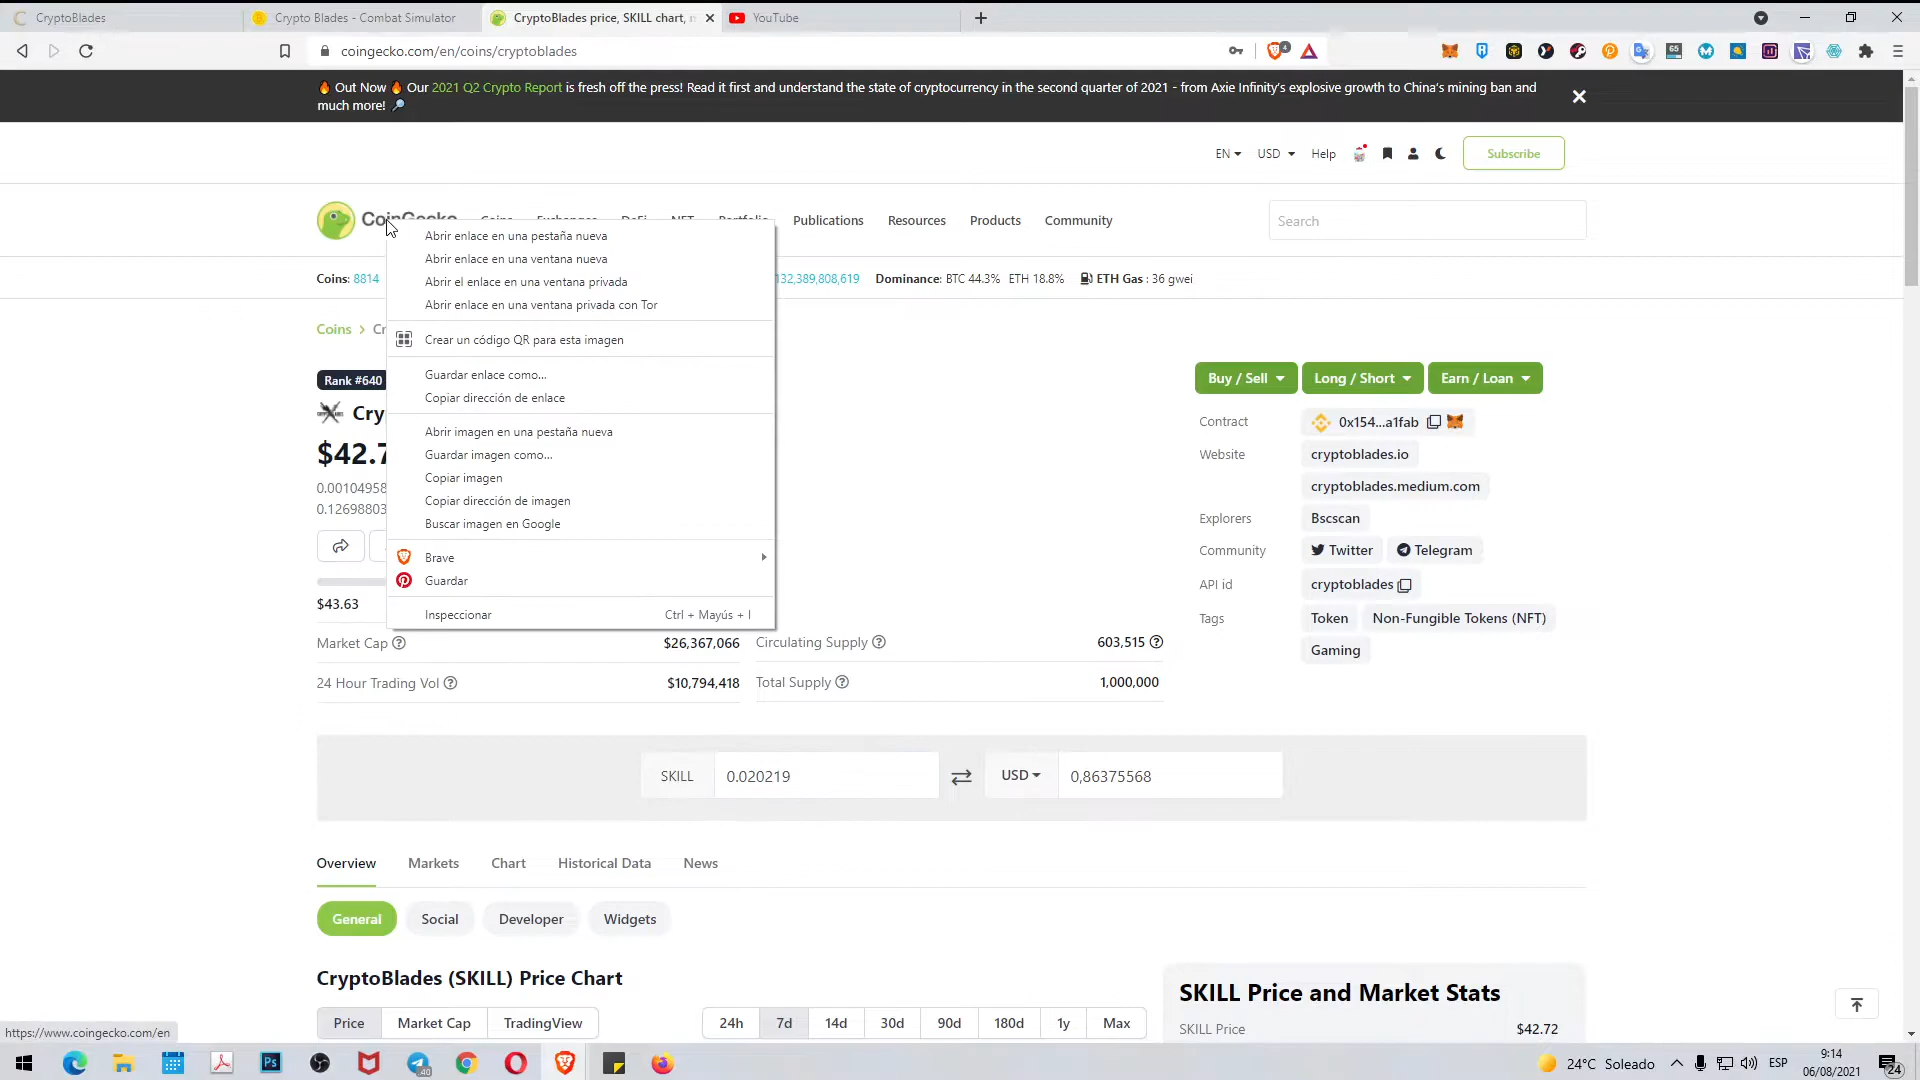 CryptoBlades
Crypto Blades - Combat Simulator
CryptoBlades price, SKILL chart,
YouTube
coingecko.com/en/coins/cryptoblades
🔥 Out Now 🔥 Our 2021 Q2 Crypto Report is fresh off the press! Read it first and understand the state of cryptocurrency in the second quarter of 2021 - from Axie Infinity's explosive growth to China's mining ban and
much more! 🔎
EN
USD
Help
Subscribe
CoinGecko
Coins
Exchanges
DeFi
NFT
Portfolio
Publications
Resources
Products
Community
Search
Coins: 8814
132,389,808,619
Dominance: BTC 44.3% ETH 18.8%
ETH Gas : 36 gwei
Coins > Cr
Rank #640
Cry
$42.7
0.00104958
0.12698803
$43.63
Abrir enlace en una pestaña nueva
Abrir enlace en una ventana nueva
Abrir el enlace en una ventana privada
Abrir enlace en una ventana privada con Tor
Crear un código QR para esta imagen
Guardar enlace como...
Copiar dirección de enlace
Abrir imagen en una pestaña nueva
Guardar imagen como...
Copiar imagen
Copiar dirección de imagen
Buscar imagen en Google
Brave
Guardar
Inspeccionar Ctrl + Mayús + I
Buy / Sell
Long / Short
Earn / Loan
Contract 0x154...a1fab
Website cryptoblades.io
cryptoblades.medium.com
Explorers Bscscan
Community Twitter Telegram
API id cryptoblades
Tags Token Non-Fungible Tokens (NFT)
Gaming
Market Cap $26,367,066
Circulating Supply 603,515
24 Hour Trading Vol $10,794,418
Total Supply 1,000,000
SKILL 0.020219
USD 0,86375568
Overview Markets Chart Historical Data News
General Social Developer Widgets
CryptoBlades (SKILL) Price Chart
Price Market Cap TradingView
24h 7d 14d 30d 90d 180d 1y Max
SKILL Price and Market Stats
SKILL Price $42.72
https://www.coingecko.com/en
24°C Soleado
ESP
9:14
06/08/2021